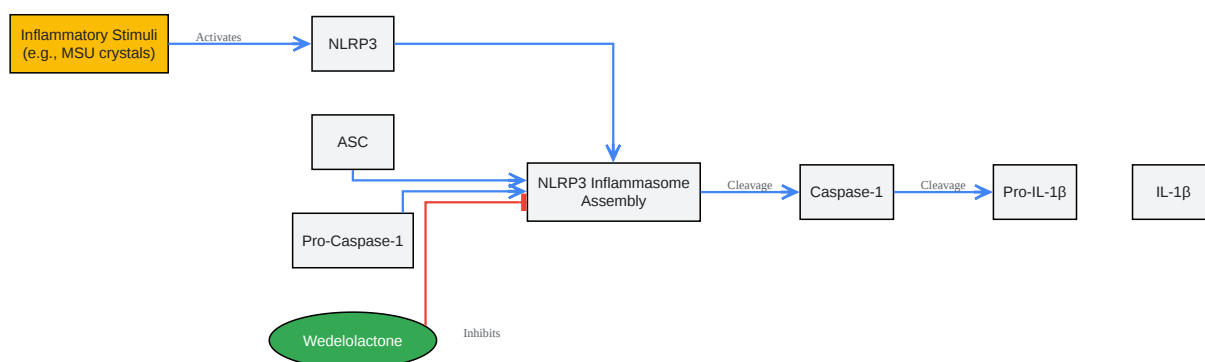 Inflammatory Stimuli
(e.g., MSU crystals)
Activates
NLRP3
ASC
Pro-Caspase-1
NLRP3 Inflammasome
Assembly
Cleavage
Caspase-1
Cleavage
Pro-IL-1β
IL-1β
Wedelolactone
Inhibits